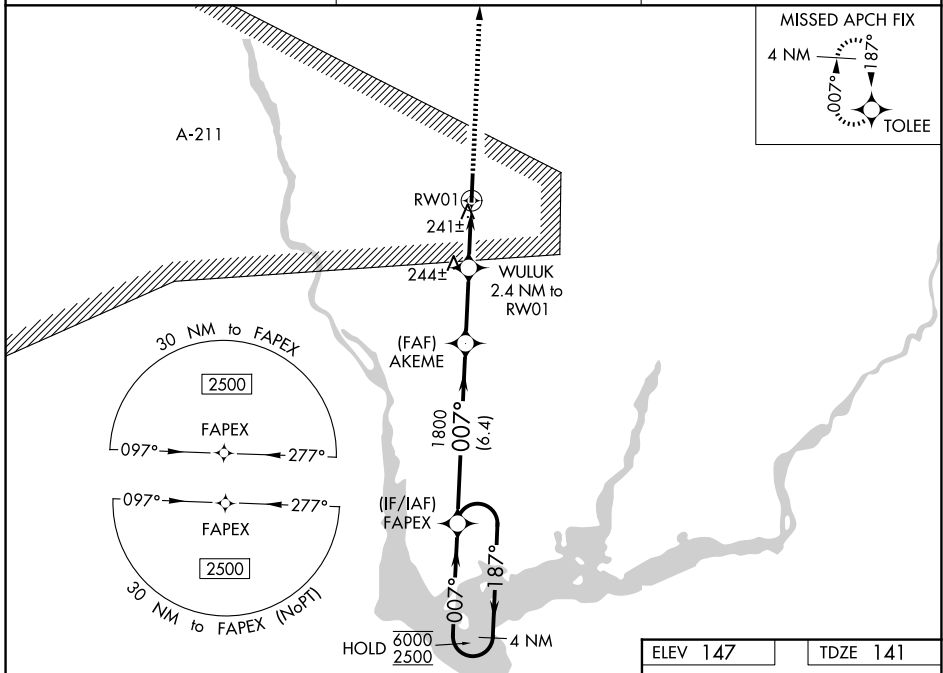 MISSED APCH FIX
4 NM
187°
007°
TOLEE
A-211
RW01
241±
244±
WULUK
2.4 NM to
RW01
(FAF)
AKEME
30 NM to FAPEX
2500
FAPEX
097°
277°
1800
007°
(6.4)
097°
277°
FAPEX
2500
30 NM to FAPEX (NoPT)
(IF/IAF)
FAPEX
007°
187°
HOLD
6000
2500
4 NM
ELEV 147
TDZE 141